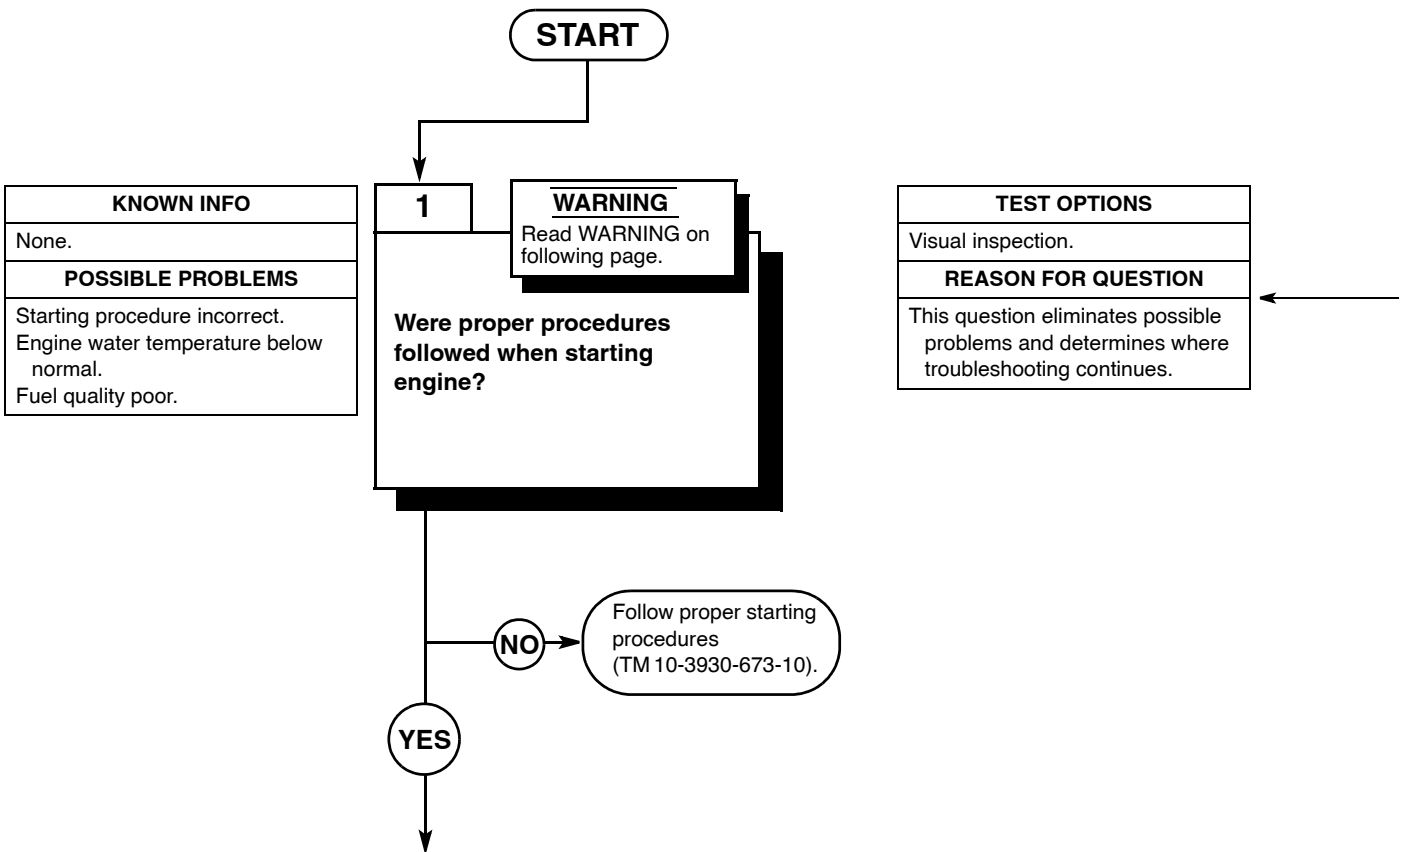 START
KNOWN INFO
None.
POSSIBLE PROBLEMS
Starting procedure incorrect.
Engine water temperature below
normal.
Fuel quality poor.
1
WARNING
Read WARNING on
following page.
Were proper procedures
followed when starting
engine?
TEST OPTIONS
Visual inspection.
REASON FOR QUESTION
This question eliminates possible
problems and determines where
troubleshooting continues.
NO
Follow proper starting
procedures
(TM 10-3930-673-10).
YES